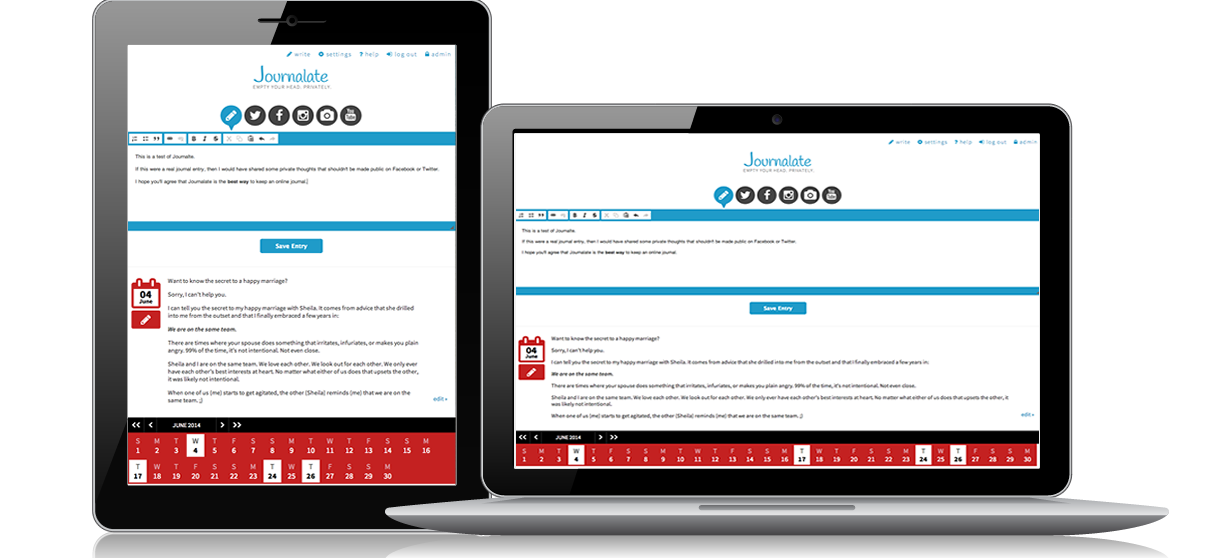 write settings ? help log out admin
Journalate
EMPTY YOUR HEAD. PRIVATELY.
You Tube
B I S
This is a test of Journalte.
If this were a real journal entry, then I would have shared some private thoughts that shouldn't be made public on Facebook or Twitter.
I hope you'll agree that Journalate is the best way to keep an online journal.
Save Entry
04
June
Want to know the secret to a happy marriage?
Sorry, I can't help you.
I can tell you the secret to my happy marriage with Sheila. It comes from advice that she drilled
into me from the outset and that I finally embraced a few years in:
We are on the same team.
There are times where your spouse does something that irritates, infuriates, or makes you plain
angry. 99% of the time, it's not intentional. Not even close.
Sheila and I are on the same team. We love each other. We look out for each other. We only ever
have each other's best interests at heart. No matter what either of us does that upsets the other,
it was likely not intentional.
When one of us (me) starts to get agitated, the other (Sheila) reminds (me) that we are on the
same team. ;)
edit
JUNE 2014
S M T W T F S S M T W T F S S M
1 2 3 4 5 6 7 8 9 10 11 12 13 14 15 16
T W T F S S M T W T F S S M
17 18 19 20 21 22 23 24 25 26 27 28 29 30
write settings ? help log out admin
Journalate
EMPTY YOUR HEAD. PRIVATELY.
You Tube
B I S
This is a test of Journalte.
If this were a real journal entry, then I would have shared some private thoughts that shouldn't be made public on Facebook or Twitter.
I hope you'll agree that Journalate is the best way to keep an online journal.
Save Entry
04
June
Want to know the secret to a happy marriage?
Sorry, I can't help you.
I can tell you the secret to my happy marriage with Sheila. It comes from advice that she drilled into me from the outset and that I finally embraced a few years in:
We are on the same team.
There are times where your spouse does something that irritates, infuriates, or makes you plain angry. 99% of the time, it's not intentional. Not even close.
Sheila and I are on the same team. We love each other. We look out for each other. We only ever have each other's best interests at heart. No matter what either of us does that upsets the other, it
was likely not intentional.
When one of us (me) starts to get agitated, the other (Sheila) reminds (me) that we are on the same team. ;)
edit
JUNE 2014
S M T W T F S S M T W T F S S M T W T F S S M T W T F S S M
1 2 3 4 5 6 7 8 9 10 11 12 13 14 15 16 17 18 19 20 21 22 23 24 25 26 27 28 29 30